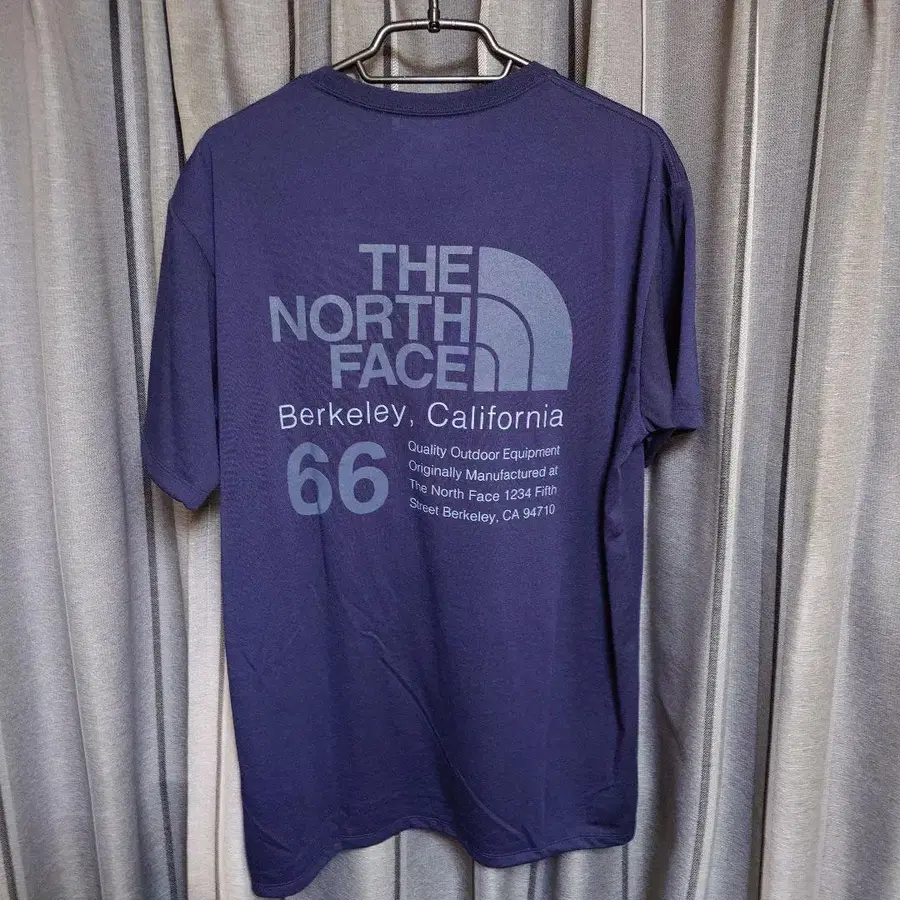 THE
NORTH
FACE
Berkeley, California
66
Quality Outdoor Equipment
Originally Manufactured at
The North Face 1234 Fifth
Street Berkeley, CA 94710